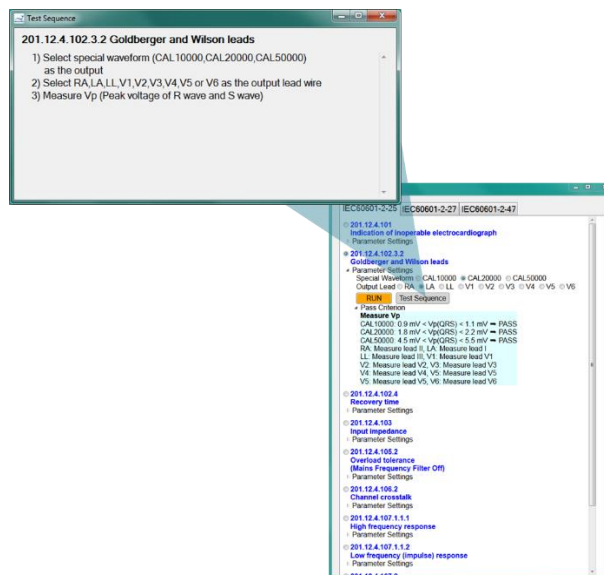 Test Sequence
201.12.4.102.3.2 Goldberger and Wilson leads
1) Select special waveform (CAL10000,CAL20000,CAL50000)
as the output
2) Select RA,LA,LL,V1,V2,V3,V4,V5 or V6 as the output lead wire
3) Measure Vp (Peak voltage of R wave and S wave)
IEC60601-2-25 IEC60601-2-27 IEC60601-2-47
201.12.4.101
Indication of inoperable electrocardiograph
Parameter Settings
201.12.4.102.3.2
Goldberger and Wilson leads
Parameter Settings
Special Waveform CAL10000 CAL20000 CAL50000
Output Lead RA LA LL V1 V2 V3 V4 V5 V6
RUN Test Sequence
Pass Criterion
Measure Vp
CAL10000: 0.9 mV < Vp(QRS) < 1.1 mV ➡ PASS
CAL20000: 1.8 mV < Vp(QRS) < 2.2 mV ➡ PASS
CAL50000: 4.5 mV < Vp(QRS) < 5.5 mV ➡ PASS
RA: Measure lead II, LA: Measure lead I
LL: Measure lead III, V1: Measure lead V1
V2: Measure lead V2, V3: Measure lead V3
V4: Measure lead V4, V5: Measure lead V5
V5: Measure lead V5, V6: Measure lead V6
201.12.4.102.4
Recovery time
Parameter Settings
201.12.4.103
Input impedance
Parameter Settings
201.12.4.105.2
Overload tolerance
(Mains Frequency Filter Off)
Parameter Settings
201.12.4.106.2
Channel crosstalk
Parameter Settings
201.12.4.107.1.1.1
High frequency response
Parameter Settings
201.12.4.107.1.1.2
Low frequency (impulse) response
Parameter Settings